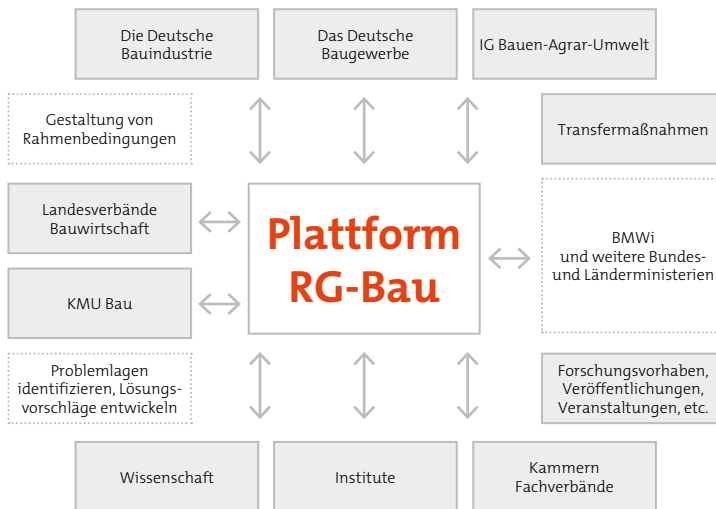 Die Deutsche
Bauindustrie
Das Deutsche
Baugewerbe
IG Bauen-Agrar-Umwelt
Gestaltung von
Rahmenbedingungen
Transfermaßnahmen
Landesverbände
Bauwirtschaft
Plattform
RG-Bau
BMWi
und weitere Bundes-
und Länderministerien
KMU Bau
Problemlagen
identifizieren, Lösungs-
vorschläge entwickeln
Forschungsvorhaben,
Veröffentlichungen,
Veranstaltungen, etc.
Wissenschaft
Institute
Kammern
Fachverbände